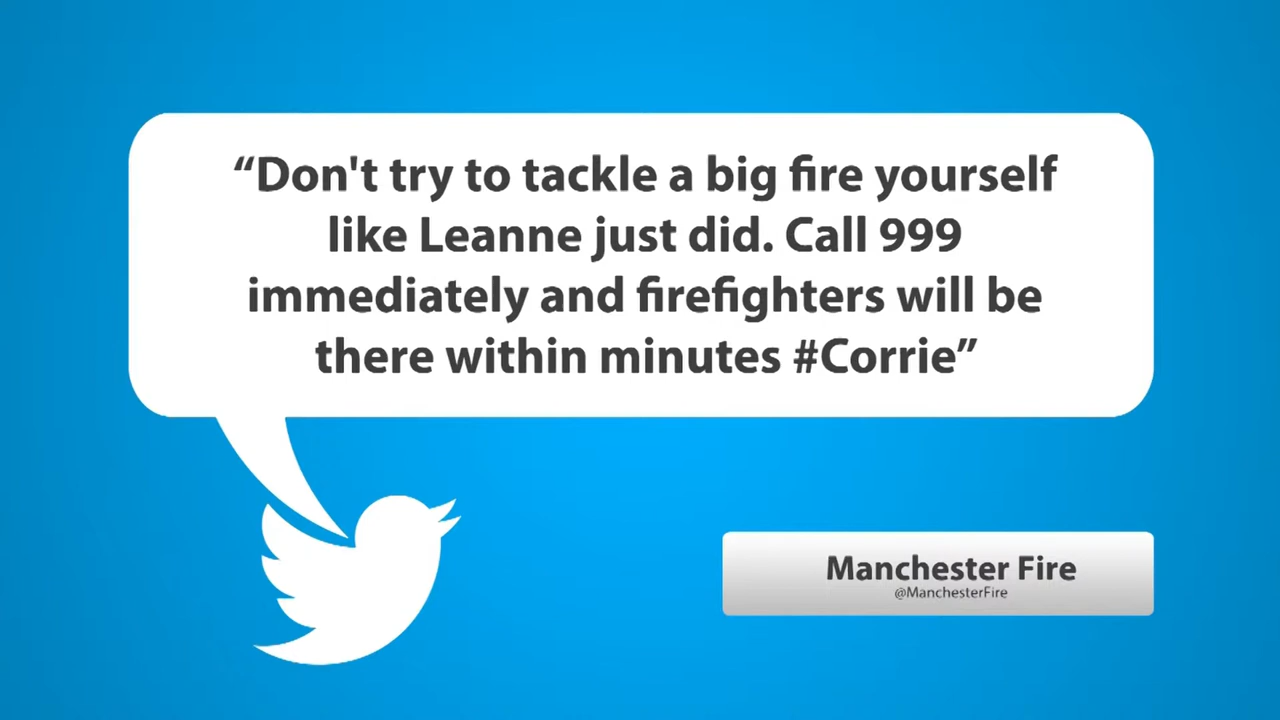 “Don't try to tackle a big fire yourself
like Leanne just did. Call 999
immediately and firefighters will be
there within minutes #Corrie”
Manchester Fire
@ManchesterFire